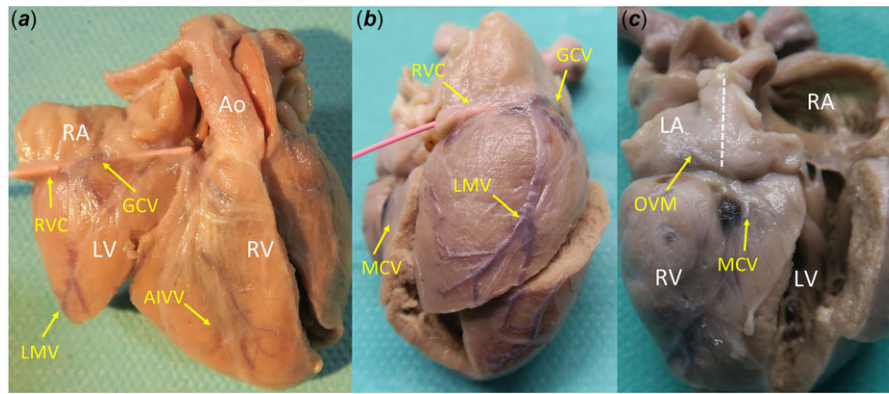 (a)
Ao
RA
RVC
GCV
LV
RV
AIVV
LMV
(b)
RVC
GCV
LMV
MCV
(c)
RA
LA
OVM
MCV
RV
LV